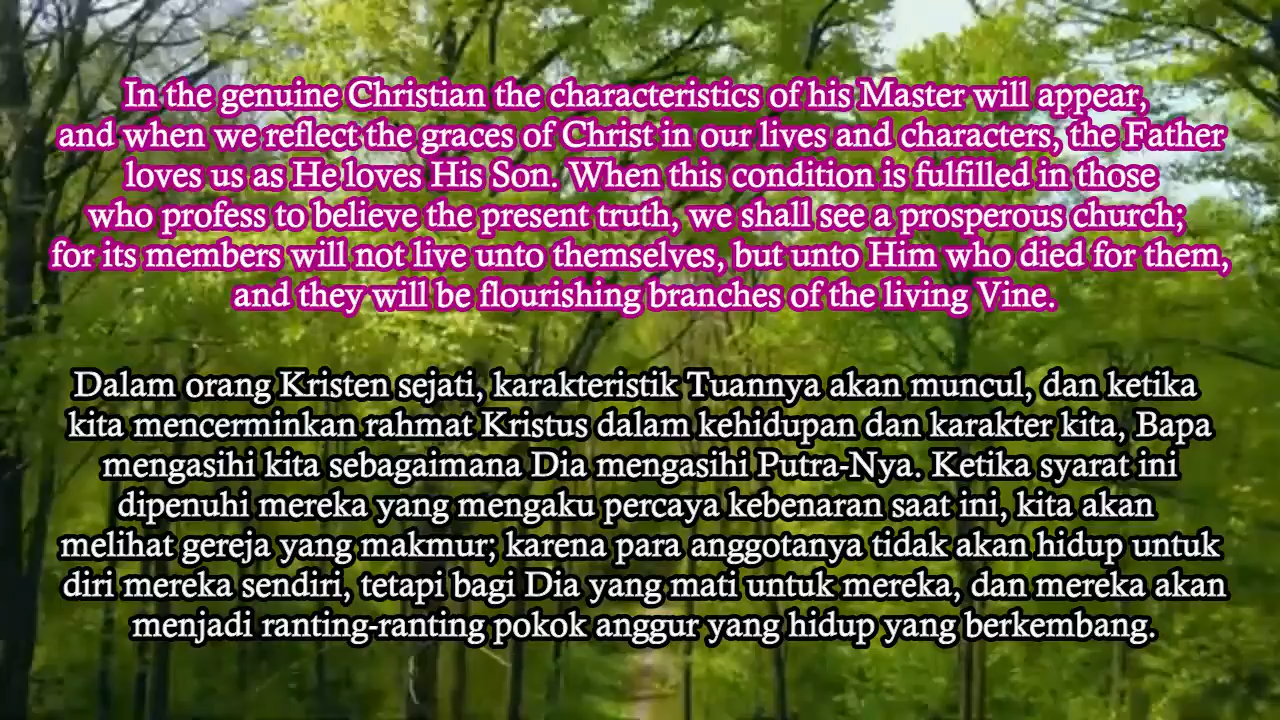 In the genuine Christian the characteristics of his Master will appear,
and when we reflect the graces of Christ in our lives and characters, the Father
loves us as He loves His Son. When this condition is fulfilled in those
who profess to believe the present truth, we shall see a prosperous church;
for its members will not live unto themselves, but unto Him who died for them,
and they will be flourishing branches of the living Vine.
Dalam orang Kristen sejati, karakteristik Tuannya akan muncul, dan ketika
kita mencerminkan rahmat Kristus dalam kehidupan dan karakter kita, Bapa
mengasihi kita sebagaimana Dia mengasihi Putra-Nya. Ketika syarat ini
dipenuhi mereka yang mengaku percaya kebenaran saat ini, kita akan
melihat gereja yang makmur; karena para anggotanya tidak akan hidup untuk
diri mereka sendiri, tetapi bagi Dia yang mati untuk mereka, dan mereka akan
menjadi ranting-ranting pokok anggur yang hidup yang berkembang.